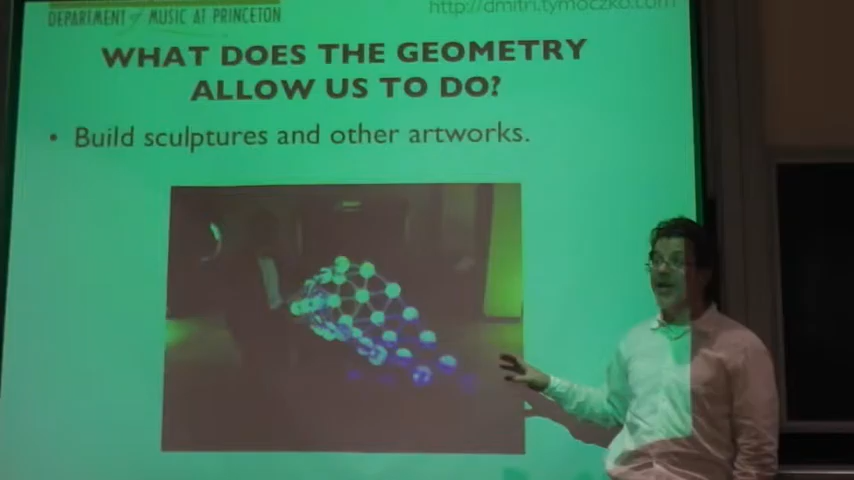 DEPARTMENT of MUSIC AT PRINCETON
http://dmitri.tymoczko.com
WHAT DOES THE GEOMETRY
ALLOW US TO DO?
• Build sculptures and other artworks.